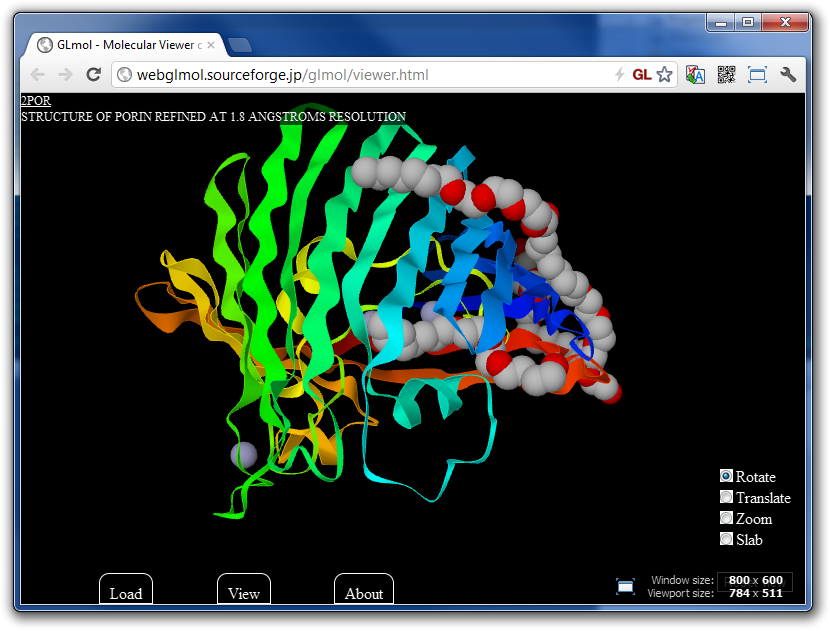 GLmol - Molecular Viewer
webglmol.sourceforge.jp/glmol/viewer.html
GL
2POR
STRUCTURE OF PORIN REFINED AT 1.8 ANGSTROMS RESOLUTION
Rotate
Translate
Zoom
Slab
Load
View
About
Window size: 800 x 600
Viewport size: 784 x 511